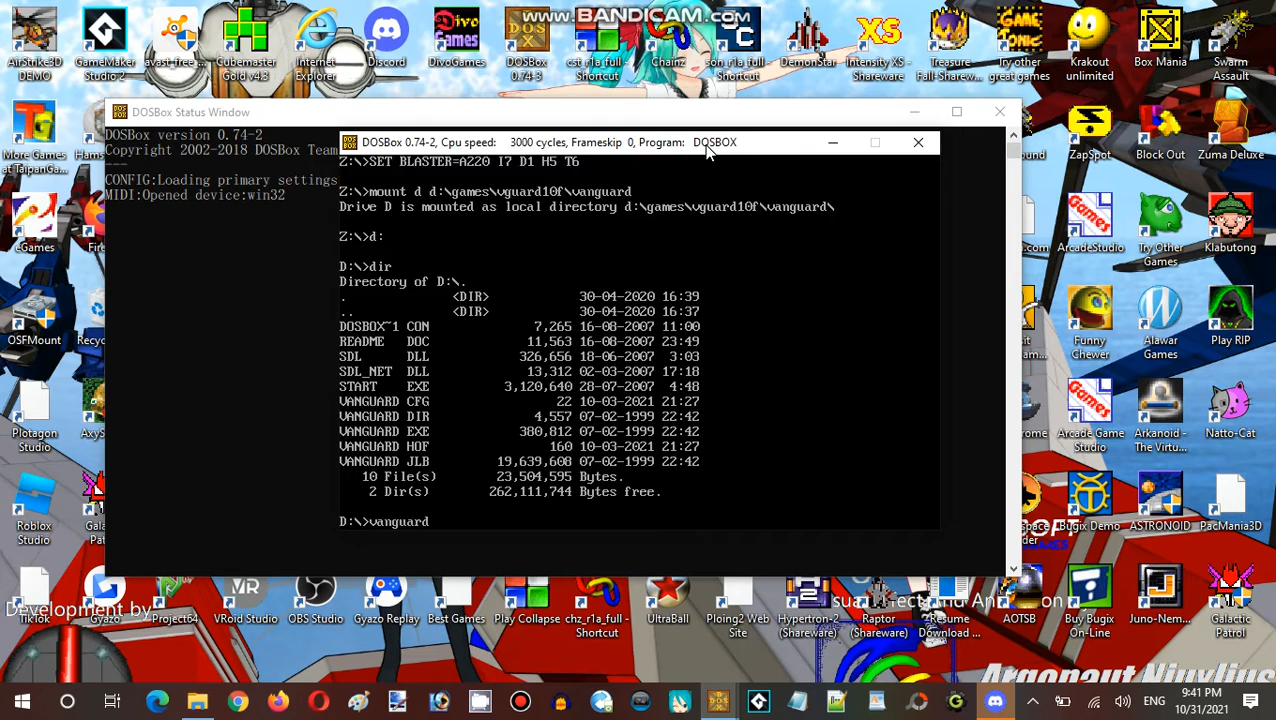 www.BANDICAM.com
AirStrike3D DEMO
GameMaker Studio 2
avast_free_...
Cubemaster Gold v4.3
Internet Explorer
Discord
DivoGames
DOSBox 0.74-3
cst_r1a_full - Shortcut
Chainz
Shortcut
DemonStar
Intensity XS - Shareware
Treasure Fall-Sharew...
Try other great games
Krakout unlimited
Box Mania
Swarm Assault
DOSBox Status Window
DOSBox version 0.74-2
Copyright 2002-2018 DOSBox Team
---
CONFIG:Loading primary settings
MIDI:Opened device:win32
DOSBox 0.74-2, Cpu speed: 3000 cycles, Frameskip 0, Program: DOSBOX
Z:\>SET BLASTER=A220 I7 D1 H5 T6
Z:\>mount d d:\games\vguard10f\vanguard
Drive D is mounted as local directory d:\games\vguard10f\vanguard\
Z:\>d:
D:\>dir
Directory of D:\.
. <DIR> 30-04-2020 16:39
.. <DIR> 30-04-2020 16:37
DOSBOX~1 CON 7,265 16-08-2007 11:00
README DOC 11,563 16-08-2007 23:49
SDL DLL 326,656 18-06-2007 3:03
SDL_NET DLL 13,312 02-03-2007 17:18
START EXE 3,120,640 28-07-2007 4:48
VANGUARD CFG 22 10-03-2021 21:27
VANGUARD DIR 4,557 07-02-1999 22:42
VANGUARD EXE 380,812 07-02-1999 22:42
VANGUARD HOF 160 10-03-2021 21:27
VANGUARD JLB 19,639,608 07-02-1999 22:42
10 File(s) 23,504,595 Bytes.
2 Dir(s) 262,111,744 Bytes free.
D:\>vanguard
More Games at TaipanGam...
Hams
ZapSpot
Block Out
Zuma Deluxe
eGames
Fire
ArcadeStudio
Try Other Games
Klabutong
OSFMount
Recyc
Funny Chewer
Alawar Games
Play RIP
Plotagon Studio
AxyS
Arcade Game Studio
Arkanoid - The Virtual ...
Natto-Cat
Roblox Studio
Bugix Demo
ASTRONOID
PacMania3D
Development by
TikTok
Gyazo
Project64
VRoid Studio
OBS Studio
Gyazo Replay
Best Games
Play Collapse
chz_r1a_full - Shortcut
UltraBall
Ploing2 Web Site
Hypertron-2 (Shareware)
Raptor (Shareware)
Resume Download ...
AOTSB
Buy Bugix On-Line
Juno-Nem...
Galactic Patrol
ENG
9:41 PM
10/31/2021